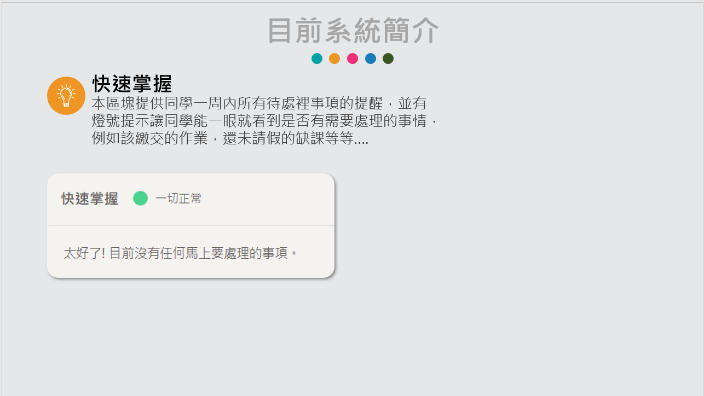 目前系統簡介
快速掌握
本區塊提供同學一周內所有待處裡事項的提醒，並有
燈號提示讓同學能一眼就看到是否有需要處理的事情，
例如該繳交的作業，還未請假的缺課等等....
快速掌握 一切正常
太好了! 目前沒有任何馬上要處理的事項。